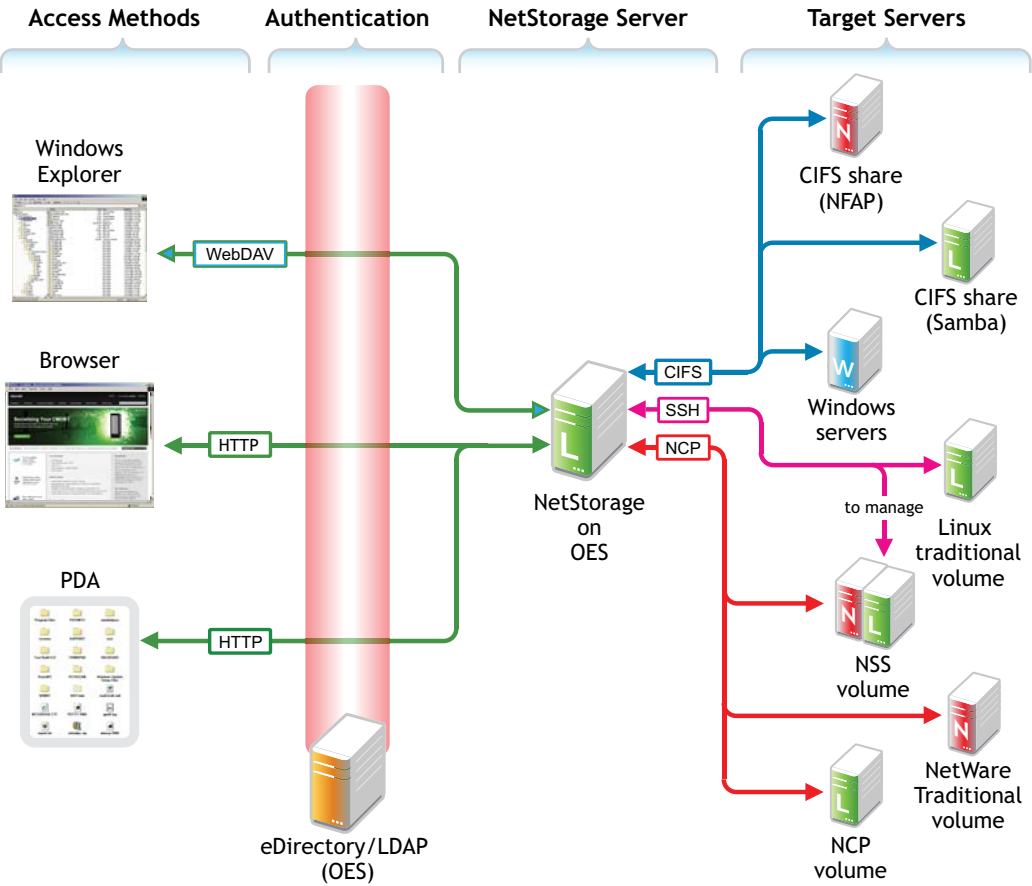 Access Methods
Authentication
NetStorage Server
Target Servers
Windows
Explorer
WebDAV
Browser
HTTP
PDA
HTTP
eDirectory/LDAP
(OES)
L
NetStorage
on
OES
CIFS
SSH
NCP
N
CIFS share
(NFAP)
L
CIFS share
(Samba)
W
Windows
servers
L
Linux
traditional
volume
to manage
N
L
NSS
volume
N
NetWare
Traditional
volume
L
NCP
volume